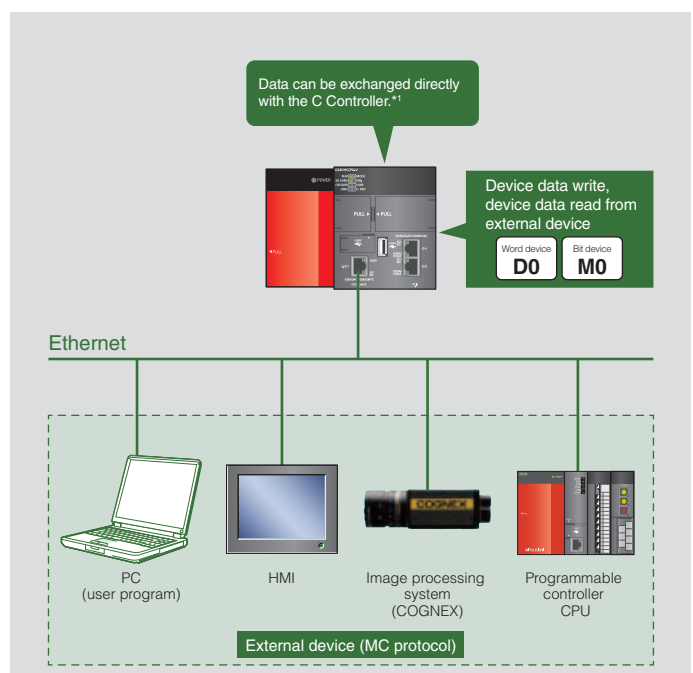 Data can be exchanged directly
with the C Controller.*1
POWER
PULL
PULL
PULL
Device data write,
device data read from
external device
Word device
D0
Bit device
M0
Ethernet
COGNEX
PC
(user program)
HMI
Image processing
system
(COGNEX)
Programmable
controller
CPU
External device (MC protocol)